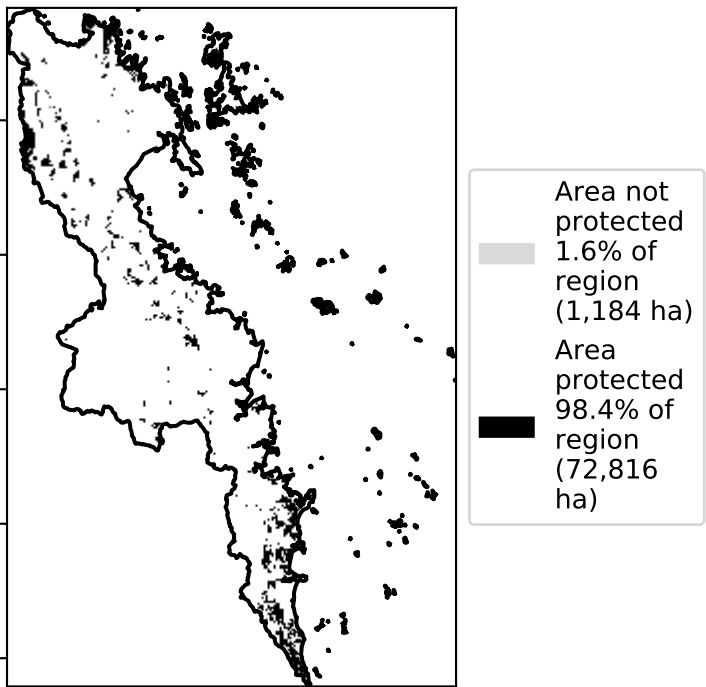 Area not
protected
1.6% of
region
(1,184 ha)
Area
protected
98.4% of
region
(72,816
ha)